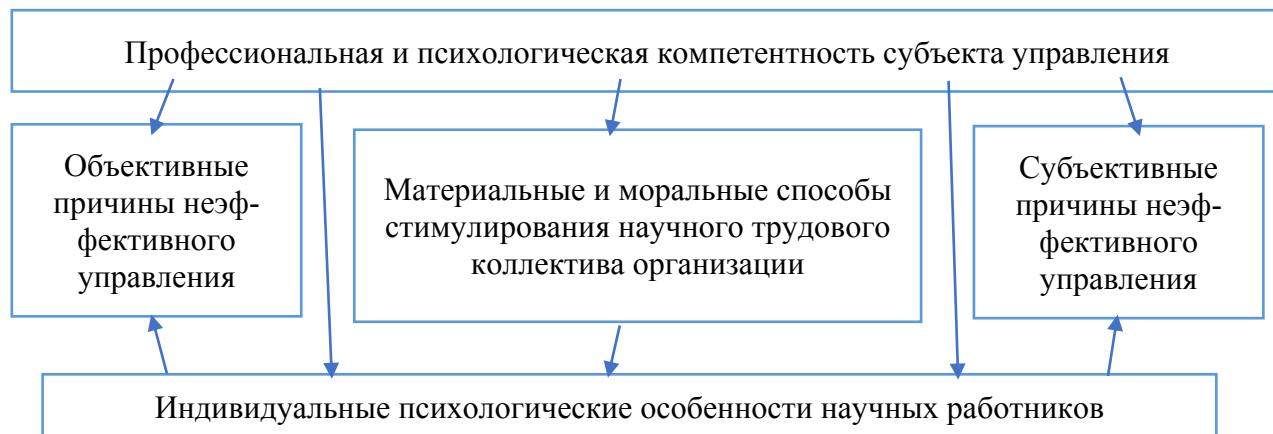 Профессиональная и психологическая компетентность субъекта управления
Объективные
причины неэф-
фективного
управления
Материальные и моральные способы
стимулирования научного трудового
коллектива организации
Субъективные
причины неэф-
фективного
управления
Индивидуальные психологические особенности научных работников